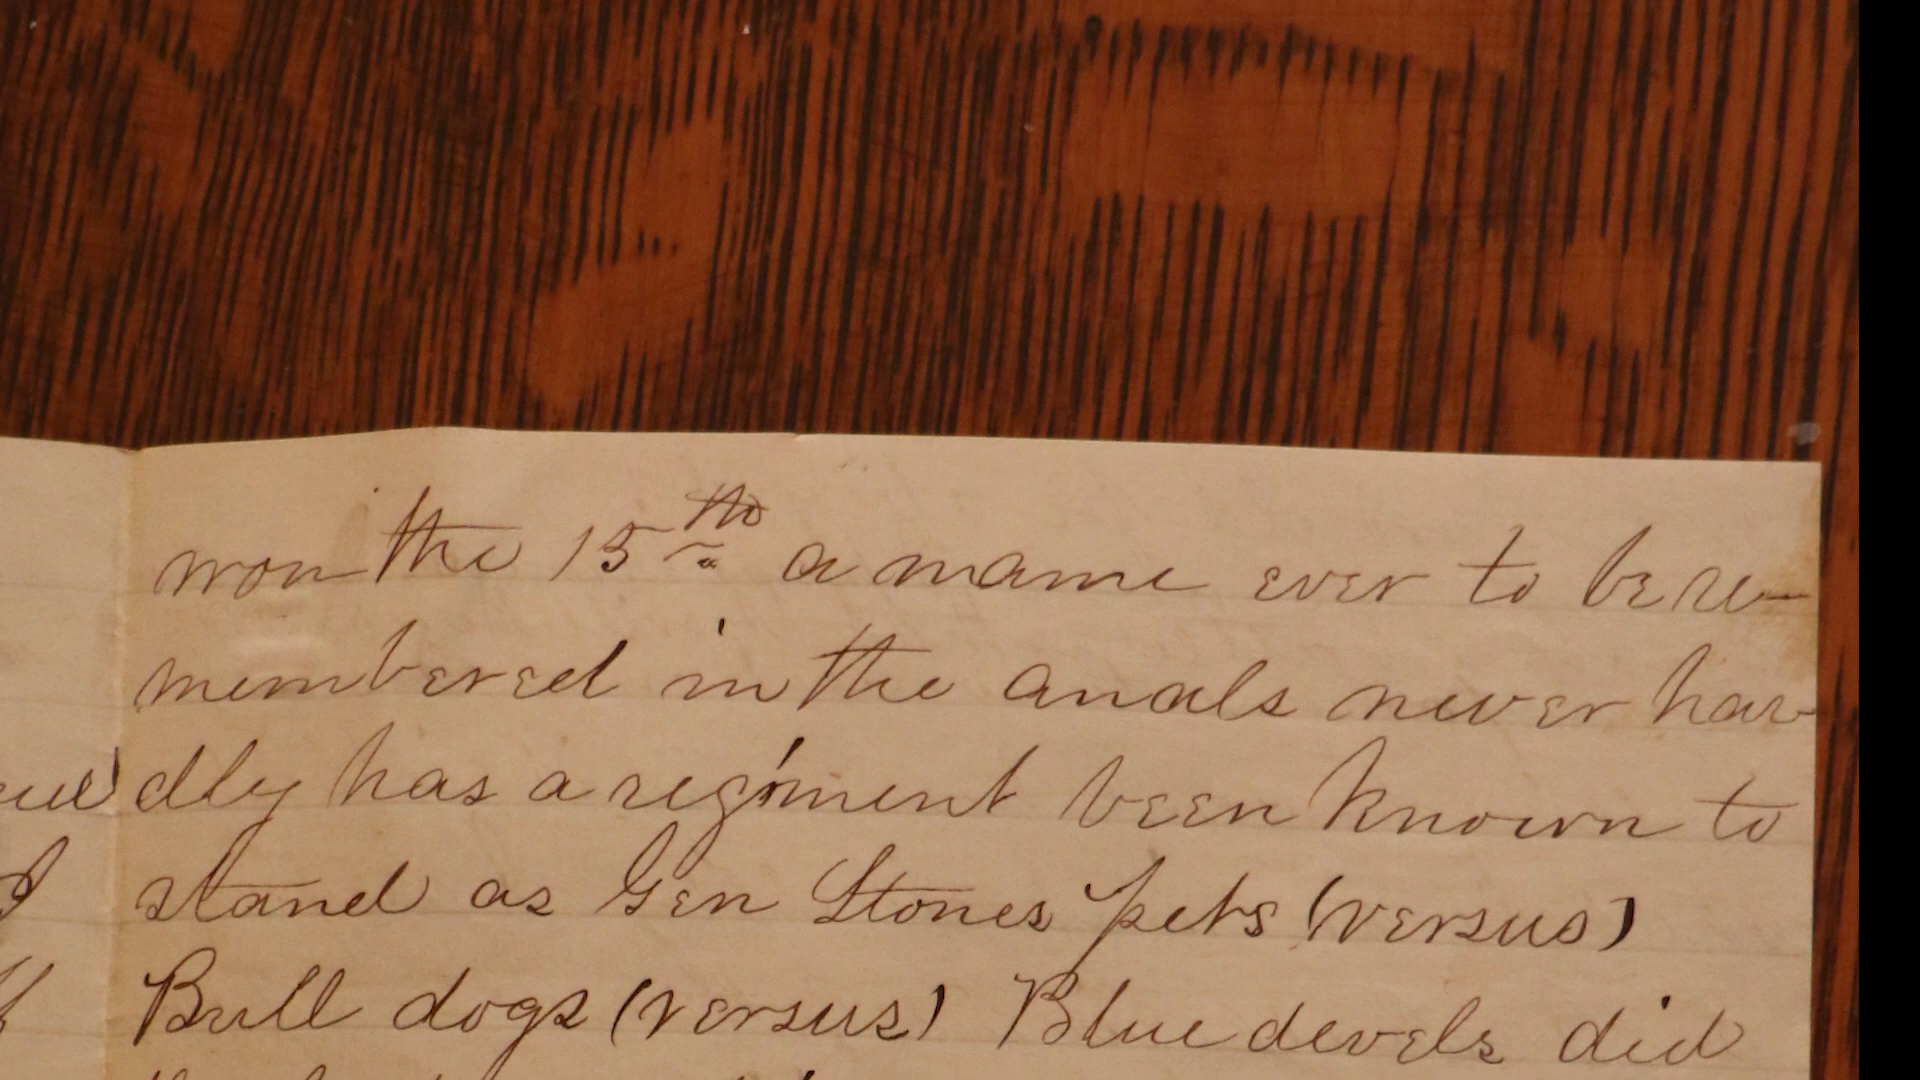 won the 15th a name ever to be re-
membered in the anals never har-
dly has a regiment been known to
stand as Gen Stones pets (versus)
Bull dogs (versus) Blue devels did